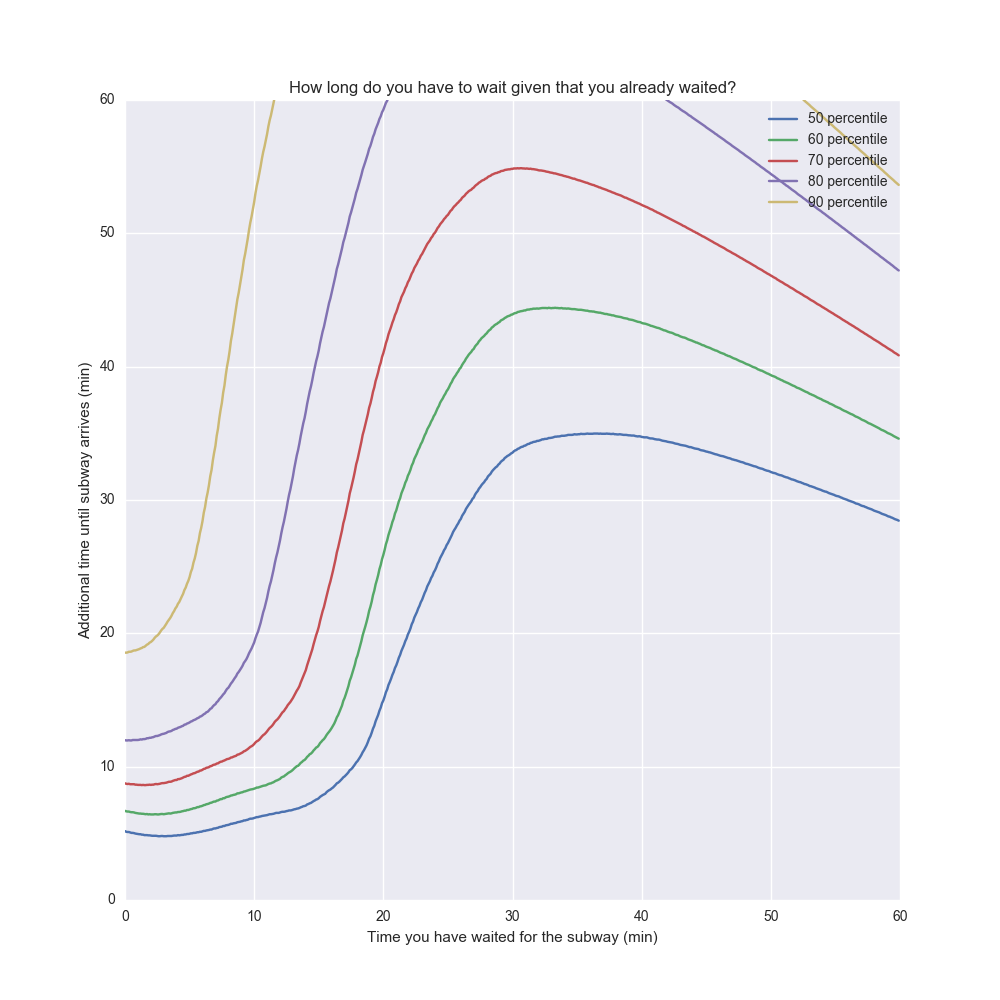 How long do you have to wait given that you already waited?
60
50
40
30
20
10
0
Additional time until subway arrives (min)
50 percentile
60 percentile
70 percentile
80 percentile
90 percentile
0 10 20 30 40 50 60
Time you have waited for the subway (min)